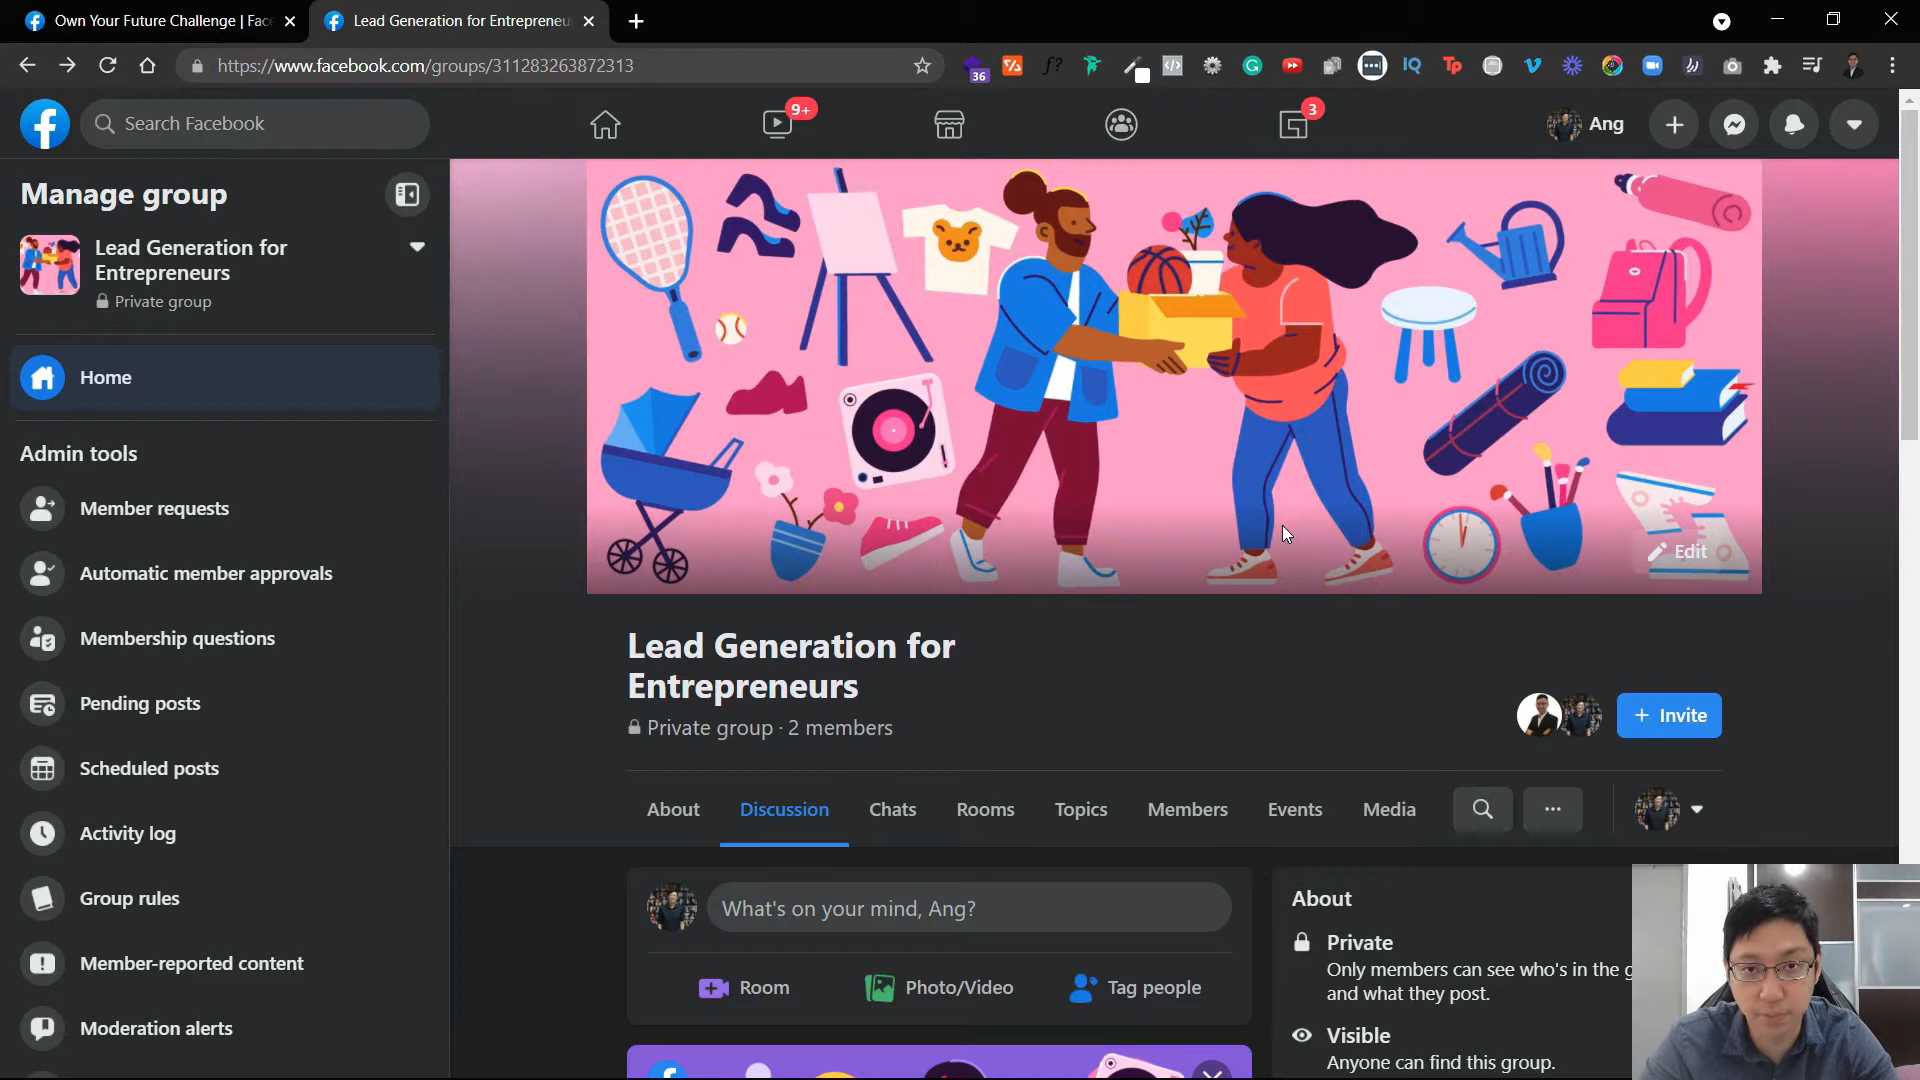 Own Your Future Challenge | Fac
Lead Generation for Entrepreneu
https://www.facebook.com/groups/311283263872313
36
f?
IQ
Tp
Search Facebook
9+
3
Ang
Manage group
Lead Generation for
Entrepreneurs
Private group
Home
Admin tools
Member requests
Automatic member approvals
Membership questions
Pending posts
Scheduled posts
Activity log
Group rules
Member-reported content
Moderation alerts
Edit
Lead Generation for
Entrepreneurs
Private group · 2 members
+ Invite
About
Discussion
Chats
Rooms
Topics
Members
Events
Media
What's on your mind, Ang?
Room
Photo/Video
Tag people
About
Private
Only members can see who's in the g
and what they post.
Visible
Anyone can find this group.